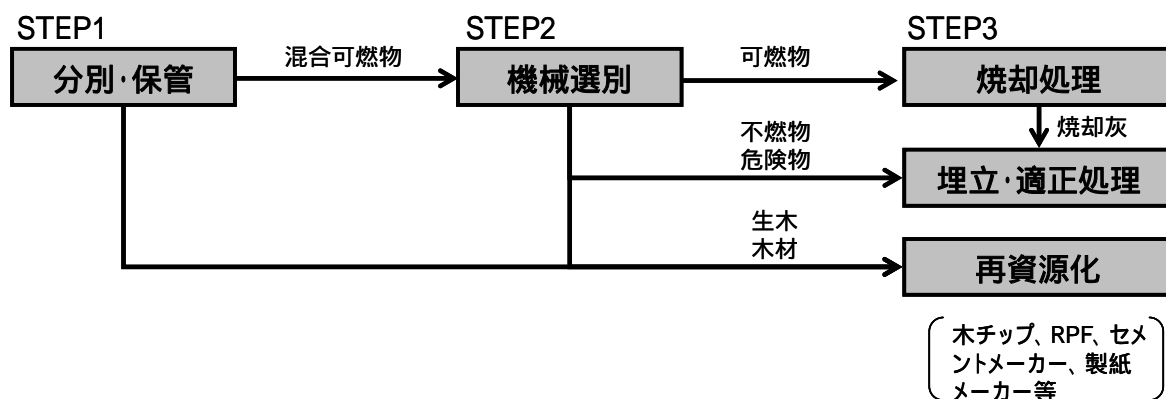 STEP1
STEP2
STEP3
分別・保管
混合可燃物
機械選別
可燃物
焼却処理
焼却灰
不燃物
危険物
埋立・適正処理
生木
木材
再資源化
木チップ、RPF、セメ
ントメーカー、製紙
メーカー等